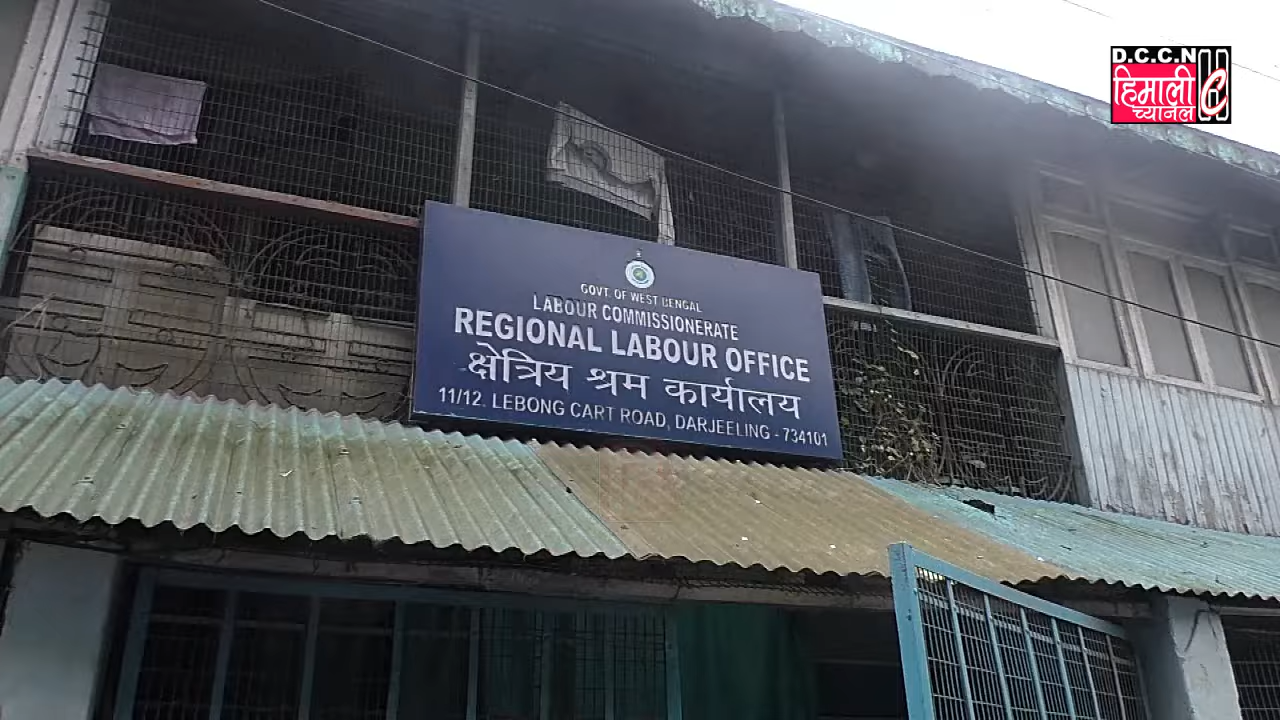 D.C.C.N
हिमाली
च्यानल
GOVT. OF WEST BENGAL
LABOUR COMMISSIONERATE
REGIONAL LABOUR OFFICE
क्षेत्रिय श्रम कार्यालय
11/12. LEBONG CART ROAD, DARJEELING - 734101